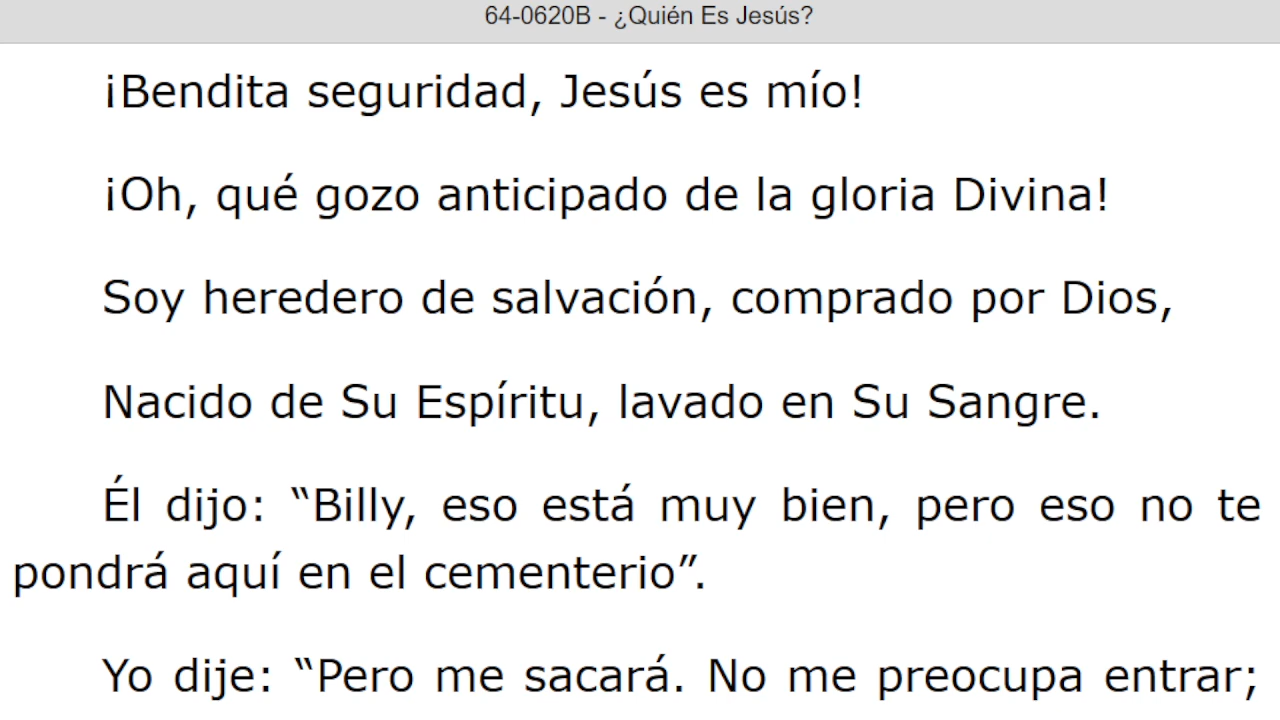 64-0620B - ¿Quién Es Jesús?
¡Bendita seguridad, Jesús es mío!
¡Oh, qué gozo anticipado de la gloria Divina!
Soy heredero de salvación, comprado por Dios,
Nacido de Su Espíritu, lavado en Su Sangre.
Él dijo: “Billy, eso está muy bien, pero eso no te
pondrá aquí en el cementerio”.
Yo dije: “Pero me sacará. No me preocupa entrar;